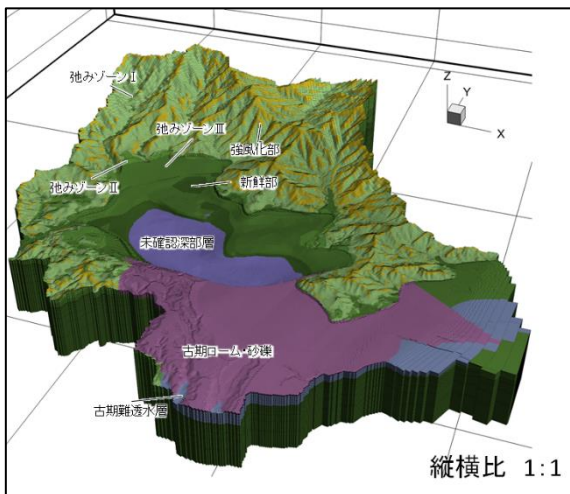 弛みゾーンⅠ
弛みゾーンⅢ
強風化部
弛みゾーンⅡ
新鮮部
未確認深部層
古期ローム・砂礫
古期難透水層
Z
Y
X
縦横比 1:1